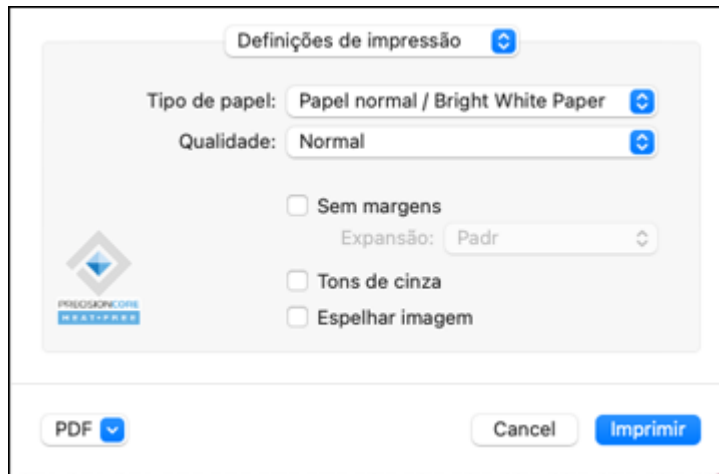 Definições de impressão
Tipo de papel: Papel normal / Bright White Paper
Qualidade: Normal
Sem margens
Expansão: Padr
Tons de cinza
PRECISIONCORE
HEAT-FREE
Espelhar imagem
PDF Cancel Imprimir